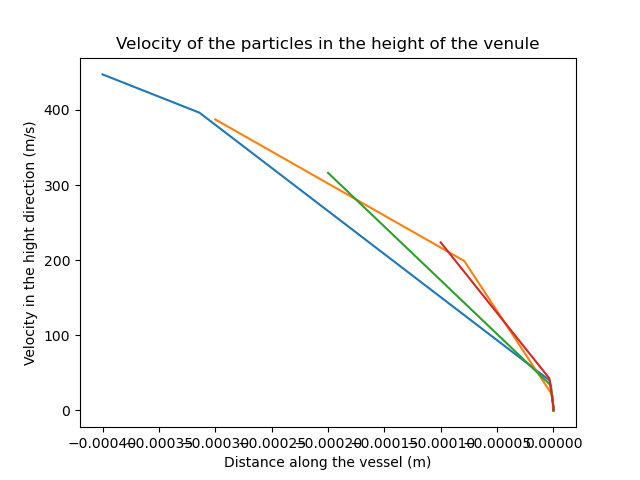 Velocity of the particles in the height of the venule
Velocity in the hight direction (m/s)
400
300
200
100
0
−0.00040 −0.00035 −0.00030 −0.00025 −0.00020 −0.00015 −0.00010 −0.00005 0.00000
Distance along the vessel (m)